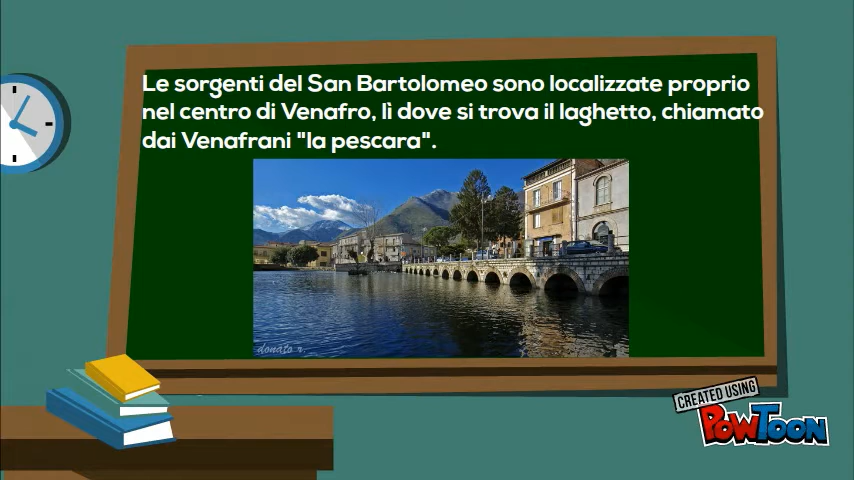 Le sorgenti del San Bartolomeo sono localizzate proprio
nel centro di Venafro, lì dove si trova il laghetto, chiamato
dai Venafrani "la pescara".
donato r.
CREATED USING
POWTOON